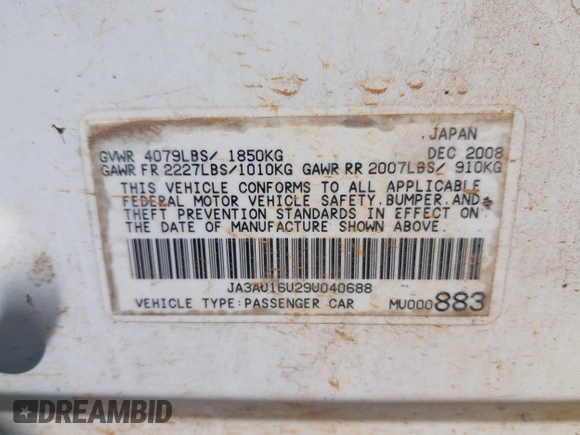 JAPAN
GVWR 4079LBS/ 1850KG DEC 2008
GAWR FR 2227LBS/1010KG GAWR RR 2007LBS/ 910KG
THIS VEHICLE CONFORMS TO ALL APPLICABLE
FEDERAL MOTOR VEHICLE SAFETY, BUMPER, AND
THEFT PREVENTION STANDARDS IN EFFECT ON
THE DATE OF MANUFACTURE SHOWN ABOVE.
JA3AU16U29U040688
VEHICLE TYPE:PASSENGER CAR MU000883
DREAMBID